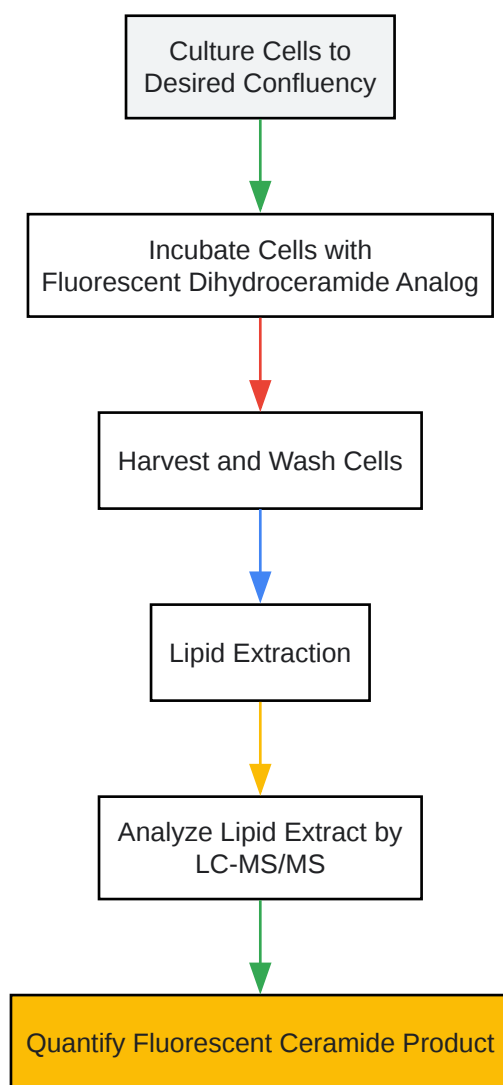 Culture Cells to
Desired Confluency
Incubate Cells with
Fluorescent Dihydroceramide Analog
Harvest and Wash Cells
Lipid Extraction
Analyze Lipid Extract by
LC-MS/MS
Quantify Fluorescent Ceramide Product